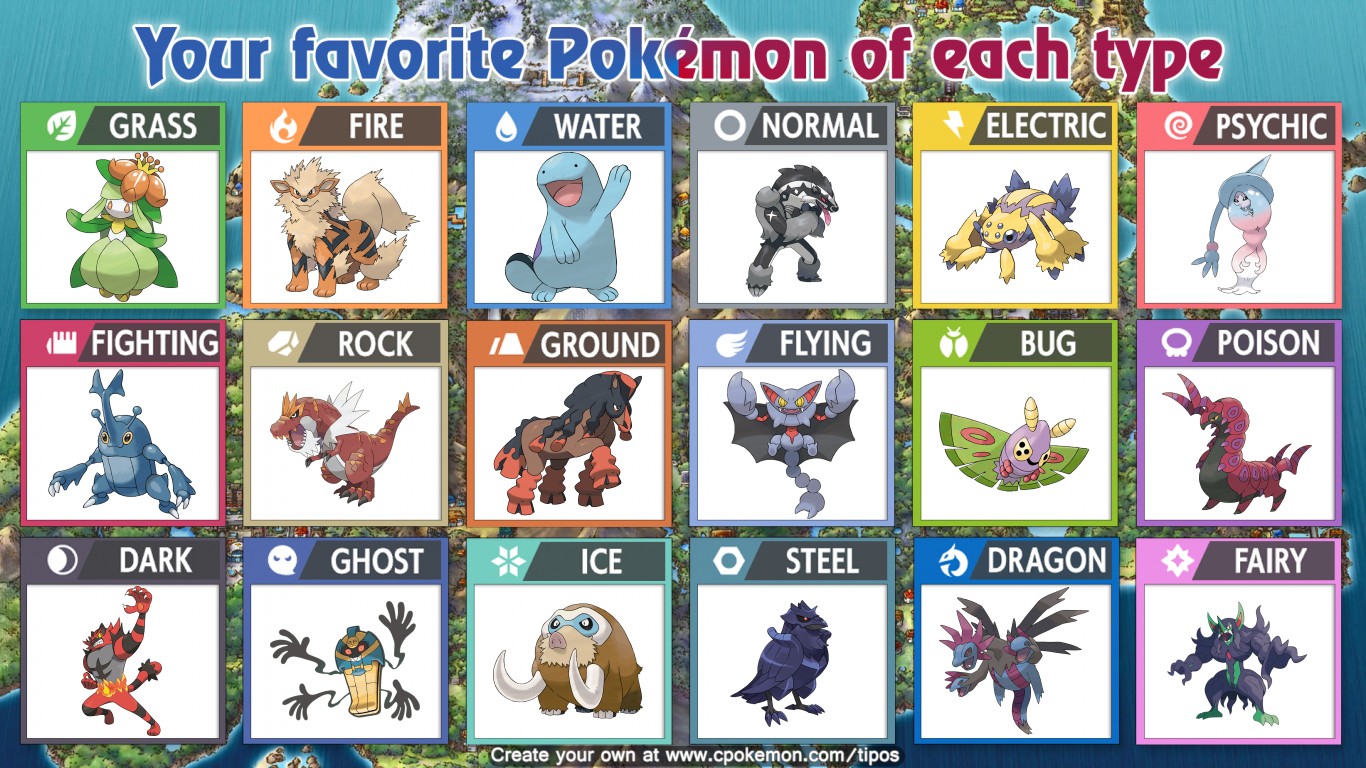 Your favorite Pokémon of each type
GRASS
FIRE
WATER
NORMAL
ELECTRIC
PSYCHIC
FIGHTING
ROCK
GROUND
FLYING
BUG
POISON
DARK
GHOST
ICE
STEEL
DRAGON
FAIRY
Create your own at www.cpokemon.com/tipos